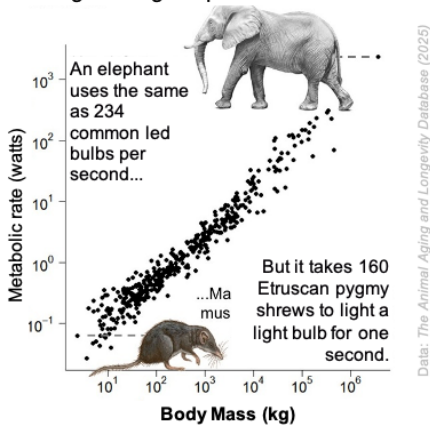 An elephant
uses the same
as 234
common led
bulbs per
second...
...Ma
mus
But it takes 160
Etruscan pygmy
shrews to light a
light bulb for one
second.
Metabolic rate (watts)
10³
10²
10¹
10⁰
10⁻¹
10¹
10²
10³
10⁴
10⁵
10⁶
Body Mass (kg)
Data: The Animal Aging and Longevity Database (2025)